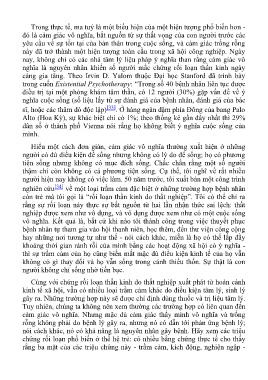 Trong thực tế, ma tuý là một biểu hiện của một hiện tượng phổ biến hơn -
đó là cảm giác vô nghĩa, bắt nguồn từ sự thất vọng của con người trước các
yêu cầu về sự tồn tại của bản thân trong cuộc sống, và cảm giác trống rỗng
này đã trở thành một hiện tượng toàn cầu trong xã hội công nghiệp. Ngày
nay, không chỉ có các nhà tâm lý liệu pháp ý nghĩa than rằng cảm giác vô
nghĩa là nguyên nhân khiến số người mắc chứng rối loạn thần kinh ngày
càng gia tăng. Theo Irvin D. Yalom thuộc Đại học Stanford đã trình bày
trong cuốn Existential Psychotherapy: "Trong số 40 bệnh nhân liên tục được
điều trị tại một phòng khám tâm thần, có 12 người (30%) gặp vấn đề về ý
nghĩa cuộc sống (số liệu lấy từ sự đánh giá của bệnh nhân, đánh giá của bác
sĩ, hoặc các thăm dò độc lập)
Ở hàng ngàn dặm phía Đông của bang Palo
Alto (Hoa Kỳ), sự khác biệt chỉ có 1%; theo thống kê gần đây nhất thì 29%
dân số ở thành phố Vienna nói rằng họ không biết ý nghĩa cuộc sống của
mình.
Hiểu một cách đơn giản, cảm giác vô nghĩa thường xuất hiện ở những
người có đủ điều kiện để sống nhưng không có lý do để sống; họ có phương
tiện sống nhưng không có mục đích sống. Chắc chắn rằng một số người
thậm chí còn không có cả phương tiện sống. Cụ thể, tôi nghĩ về rất nhiều
người hiện nay không có việc làm. 50 năm trước, tôi xuất bản một công trình
nghiên cứu
về một loại trầm cảm đặc biệt ở những trường hợp bệnh nhân
còn trẻ mà tôi gọi là "rối loạn thần kinh do thất nghiệp". Tôi có thể chỉ ra
rằng sự rối loạn này thực sự bắt nguồn từ hai lần nhận thức sai lệch: thất
nghiệp được xem như vô dụng, và vô dụng được xem như có một cuộc sống
vô nghĩa. Kết quả là, bất cứ khi nào tôi thành công trong việc thuyết phục
bệnh nhân tự tham gia vào hội thanh niên, học thêm, đến thư viện công cộng
hay những nơi tương tự như thế - nói cách khác, miễn là họ có thể lấp đầy
khoảng thời gian rảnh rỗi của mình bằng các hoạt động xã hội có ý nghĩa -
thì sự trầm cảm của họ cũng biến mất mặc dù điều kiện kinh tế của họ vẫn
không có gì thay đổi và họ vẫn sống trong cảnh thiếu thốn. Sự thật là con
người không chỉ sống nhờ tiền bạc.
Cùng với chứng rối loạn thần kinh do thất nghiệp xuất phát từ hoàn cảnh
kinh tế xã hội, vẫn có nhiều loại trầm cảm khác do điều kiện tâm lý, sinh lý
gây ra. Những trường hợp này sẽ được chỉ định dùng thuốc và trị liệu tâm lý.
Tuy nhiên, chúng ta không nên xem thường các trường hợp có liên quan đến
cảm giác vô nghĩa. Nhưng mặc dù cảm giác thấy mình vô nghĩa và trống
rỗng không phải do bệnh lý gây ra, nhưng nó có dẫn tới phản ứng bệnh lý;
nói cách khác, nó có khả năng là nguyên nhân gây bệnh. Hãy xem các triệu
chứng rối loạn phổ biến ở thế hệ trẻ: có nhiều bằng chứng thực tế cho thấy
rằng ba mặt của các triệu chứng này - trầm cảm, kích động, nghiện ngập -